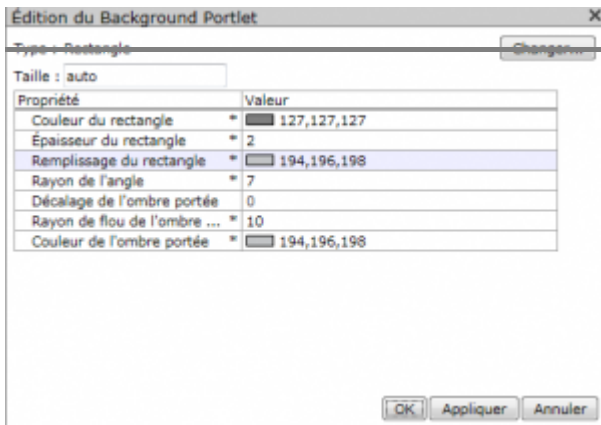 Édition du Background Portlet
Type : Rectangle Changer...
Taille : auto
Propriété Valeur
Couleur du rectangle * 127,127,127
Épaisseur du rectangle * 2
Remplissage du rectangle * 194,196,198
Rayon de l'angle * 7
Décalage de l'ombre portée 0
Rayon de flou de l'ombre ... * 10
Couleur de l'ombre portée * 194,196,198
OK Appliquer Annuler